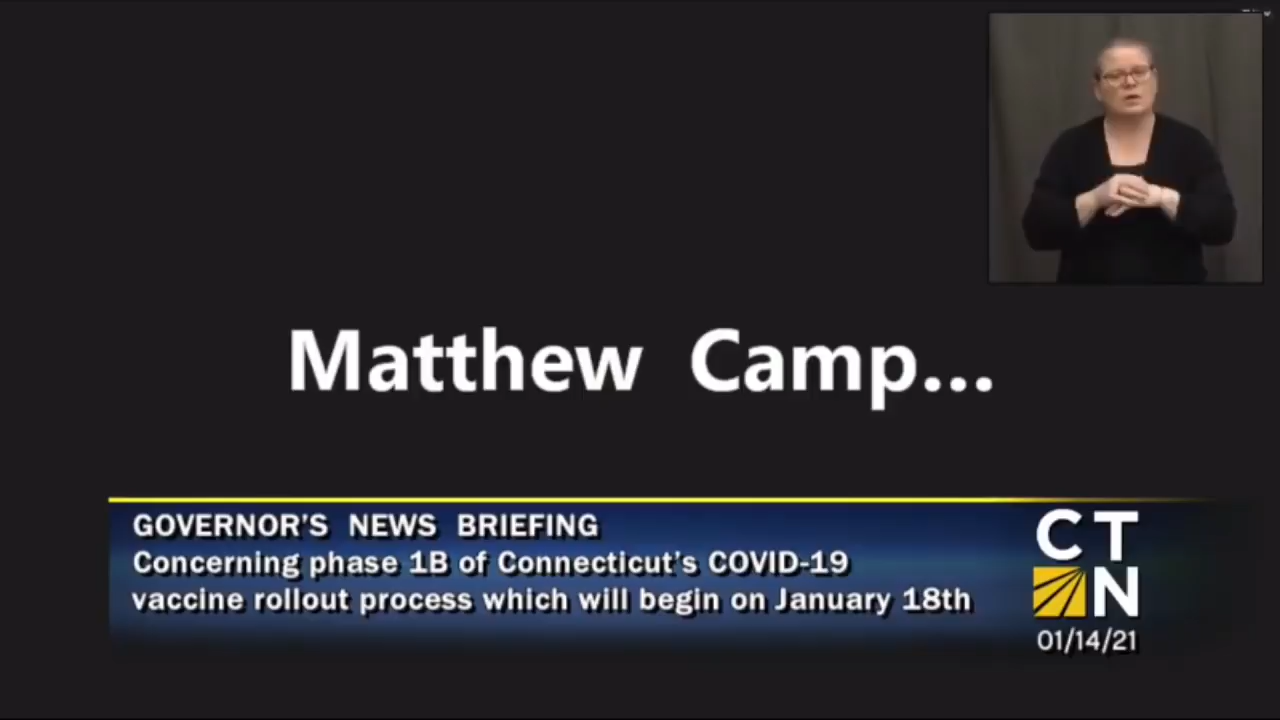 Matthew Camp...
GOVERNOR'S NEWS BRIEFING
Concerning phase 1B of Connecticut's COVID-19
vaccine rollout process which will begin on January 18th
CT
N
01/14/21